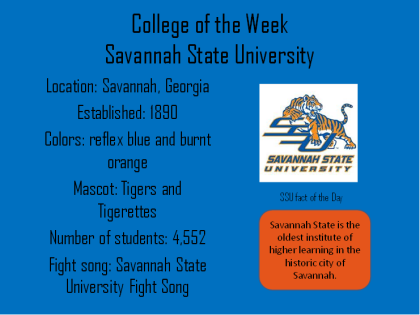 College of the Week
Savannah State University
Location: Savannah, Georgia
Established: 1890
Colors: reflex blue and burnt
orange
Mascot: Tigers and
Tigerettes
Number of students: 4,552
Fight song: Savannah State
University Fight Song
SSU
SAVANNAH STATE
UNIVERSITY
SSU fact of the Day
Savannah State is the
oldest institute of
higher learning in the
historic city of
Savannah.